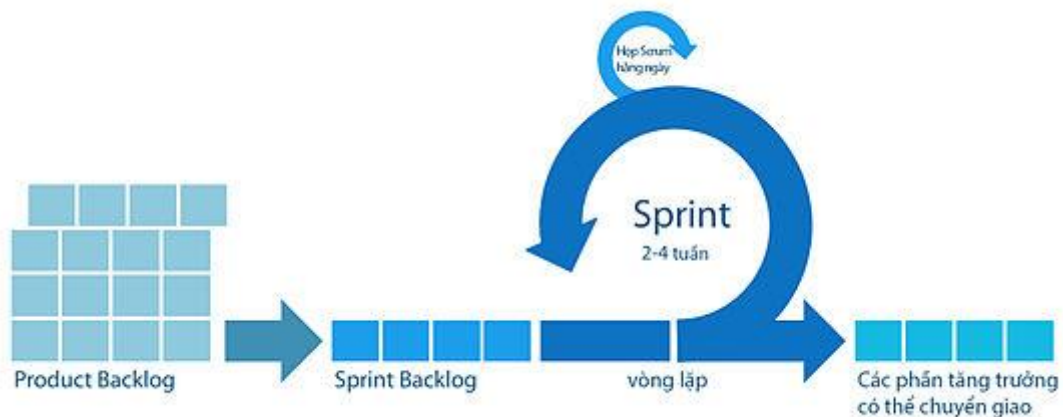 Họp Scrum
hằng ngày
Sprint
2-4 tuần
Product Backlog
Sprint Backlog
vòng lặp
Các phần tăng trưởng
có thể chuyển giao